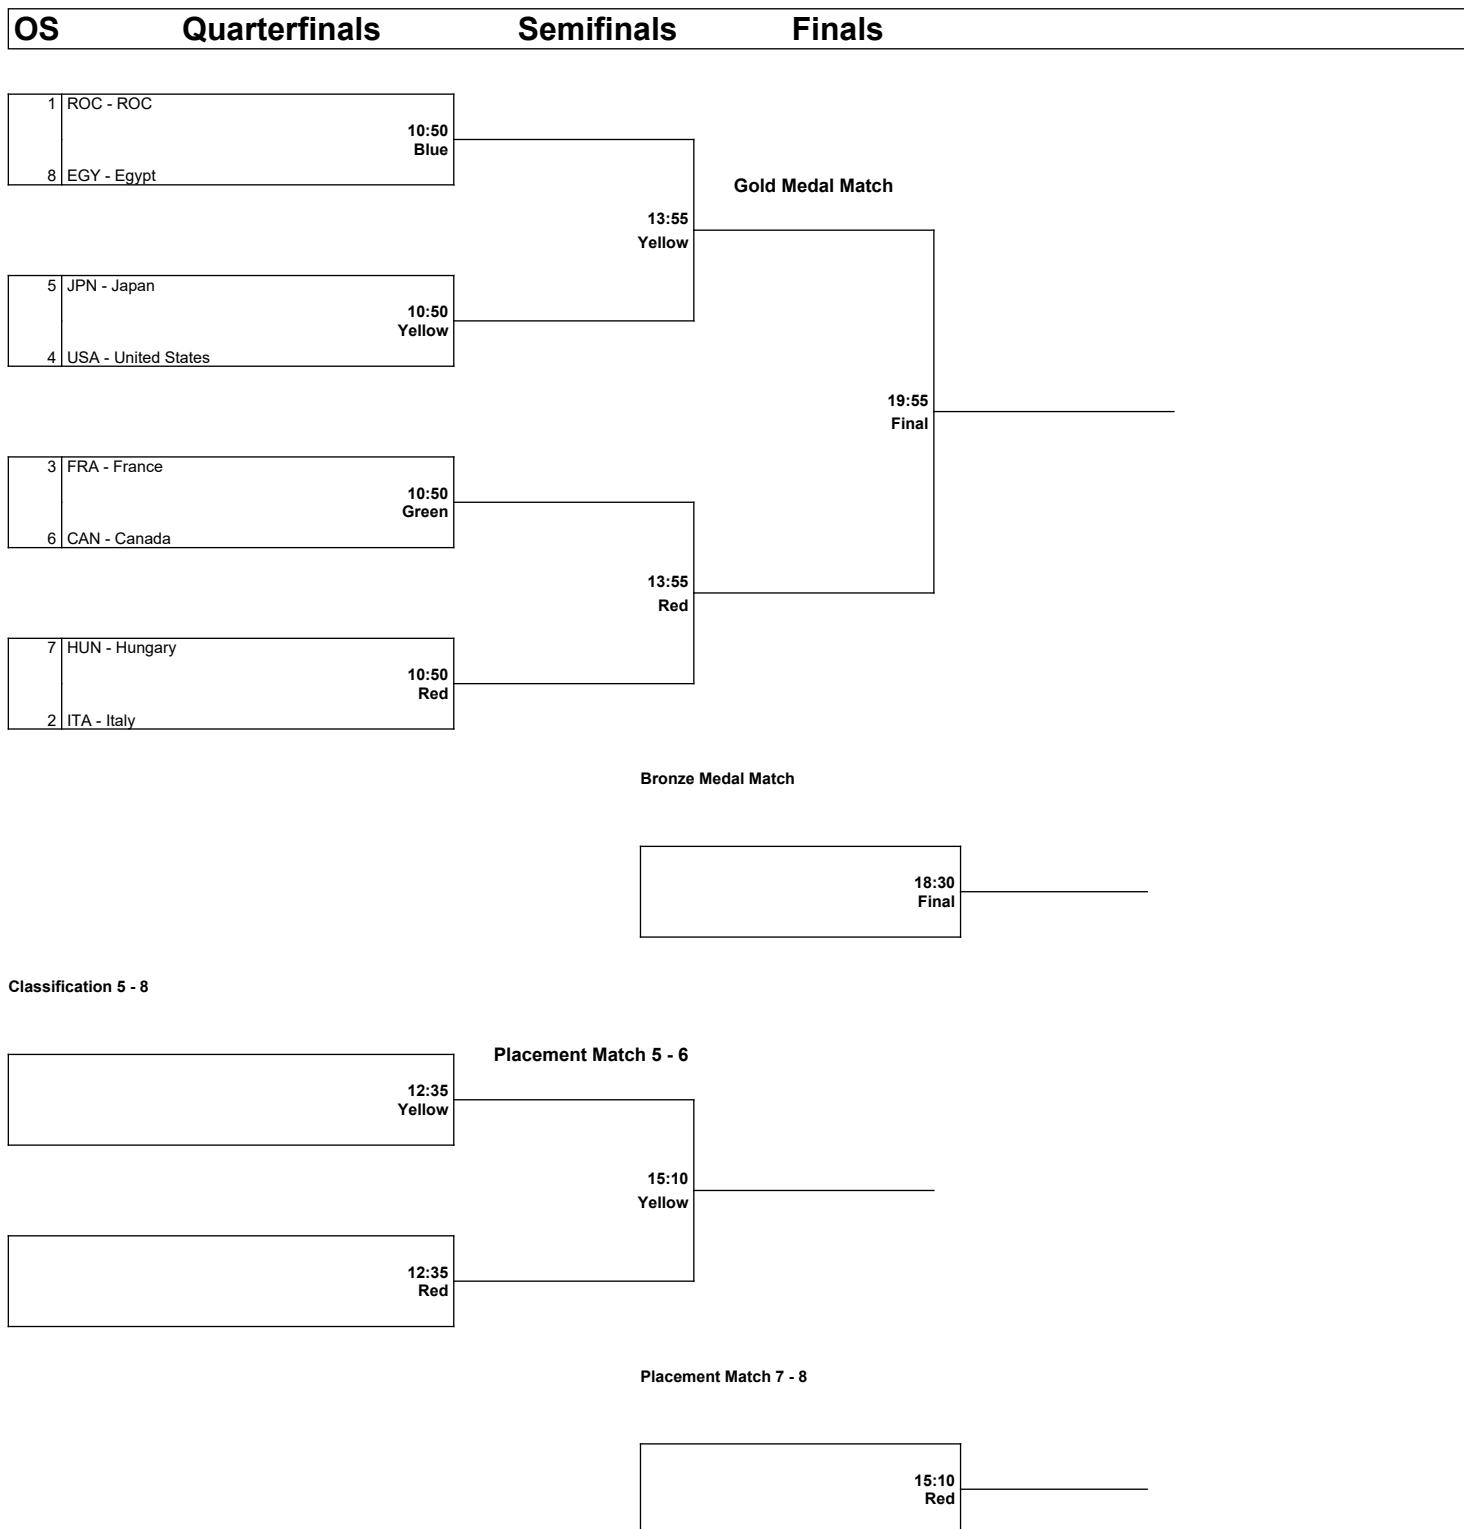 OS Quarterfinals Semifinals Finals
1 ROC - ROC
10:50
Blue
8 EGY - Egypt
Gold Medal Match
13:55
Yellow
5 JPN - Japan
10:50
Yellow
4 USA - United States
19:55
Final
3 FRA - France
10:50
Green
6 CAN - Canada
13:55
Red
7 HUN - Hungary
10:50
Red
2 ITA - Italy
Bronze Medal Match
18:30
Final
Classification 5 - 8
Placement Match 5 - 6
12:35
Yellow
15:10
Yellow
12:35
Red
Placement Match 7 - 8
15:10
Red